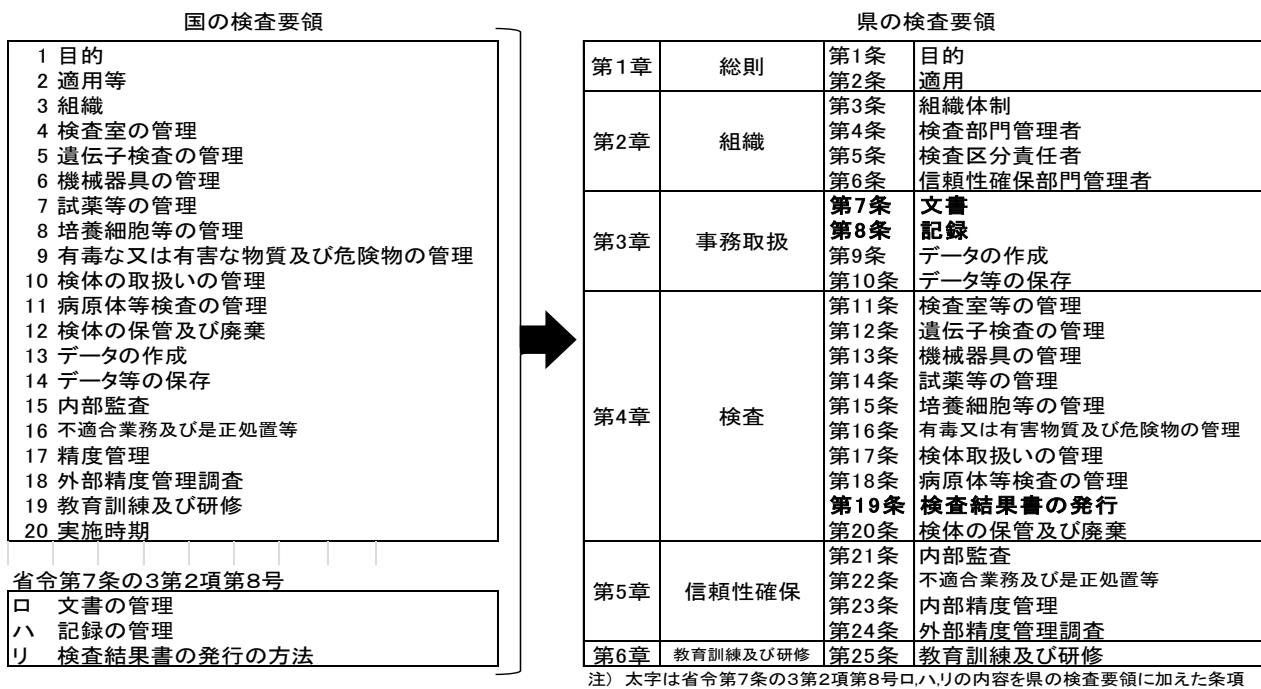 国の検査要領
1 目的
2 適用等
3 組織
4 検査室の管理
5 遺伝子検査の管理
6 機械器具の管理
7 試薬等の管理
8 培養細胞等の管理
9 有毒な又は有害な物質及び危険物の管理
10 検体の取扱いの管理
11 病原体等検査の管理
12 検体の保管及び廃棄
13 データの作成
14 データ等の保存
15 内部監査
16 不適合業務及び是正処置等
17 精度管理
18 外部精度管理調査
19 教育訓練及び研修
20 実施時期
省令第7条の3第2項第8号
ロ 文書の管理
ハ 記録の管理
リ 検査結果書の発行の方法
県の検査要領
第1章 総則
第1条 目的
第2条 適用
第2章 組織
第3条 組織体制
第4条 検査部門管理者
第5条 検査区分責任者
第6条 信頼性確保部門管理者
第3章 事務取扱
第7条 文書
第8条 記録
第9条 データの作成
第10条 データ等の保存
第4章 検査
第11条 検査室等の管理
第12条 遺伝子検査の管理
第13条 機械器具の管理
第14条 試薬等の管理
第15条 培養細胞等の管理
第16条 有毒又は有害物質及び危険物の管理
第17条 検体取扱いの管理
第18条 病原体等検査の管理
第19条 検査結果書の発行
第20条 検体の保管及び廃棄
第5章 信頼性確保
第21条 内部監査
第22条 不適合業務及び是正処置等
第23条 内部精度管理
第24条 外部精度管理調査
第6章 教育訓練及び研修 第25条 教育訓練及び研修
注) 太字は省令第7条の3第2項第8号ロ,ハ,リの内容を県の検査要領に加えた条項